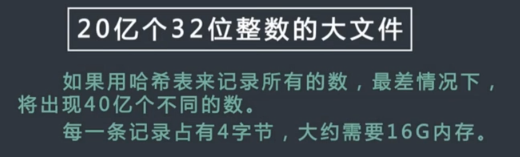 20亿个32位整数的大文件
如果用哈希表来记录所有的数，最差情况下，
将出现40亿个不同的数。
每一条记录占有4字节，大约需要16G内存。